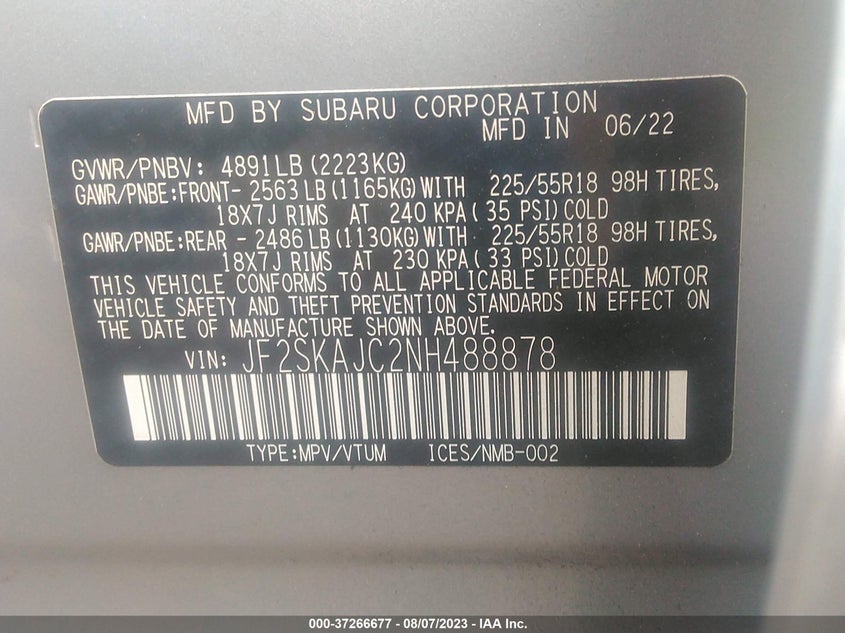 MFD BY SUBARU CORPORATION
MFD IN 06/22
GVWR/PNBV: 4891LB(2223KG)
GAWR/PNBE:FRONT- 2563LB(1165KG)WITH 225/55R18 98H TIRES,
18X7J RIMS AT 240 KPA( 35 PSI)COLD
GAWR/PNBE:REAR - 2486LB(1130KG)WITH 225/55R18 98H TIRES,
18X7J RIMS AT 230 KPA( 33 PSI)COLD
THIS VEHICLE CONFORMS TO ALL APPLICABLE FEDERAL MOTOR
VEHICLE SAFETY AND THEFT PREVENTION STANDARDS IN EFFECT ON
THE DATE OF MANUFACTURE SHOWN ABOVE.
VIN: JF2SKAJC2NH488878
TYPE:MPV/VTUM ICES/NMB-002
000-37266677 - 08/07/2023 - IAA Inc.